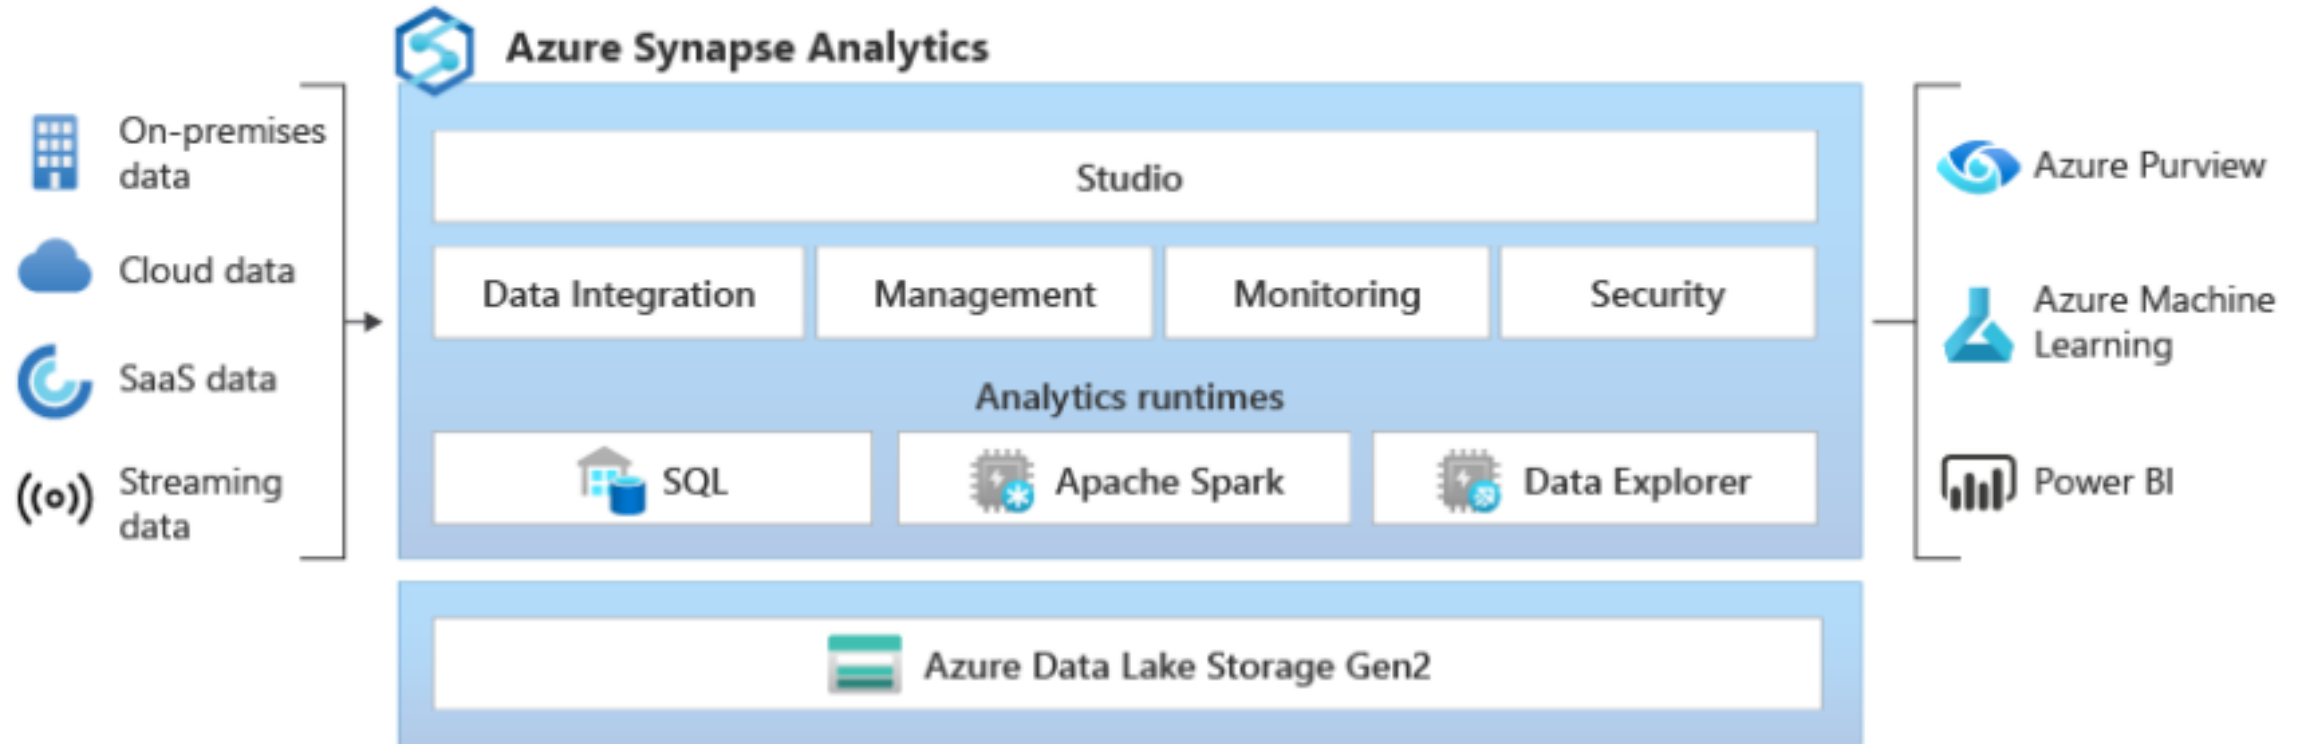 Azure Synapse Analytics
On-premises
data
Cloud data
SaaS data
Streaming
data
Studio
Data Integration
Management
Monitoring
Security
Analytics runtimes
SQL
Apache Spark
Data Explorer
Azure Data Lake Storage Gen2
Azure Purview
Azure Machine
Learning
Power BI